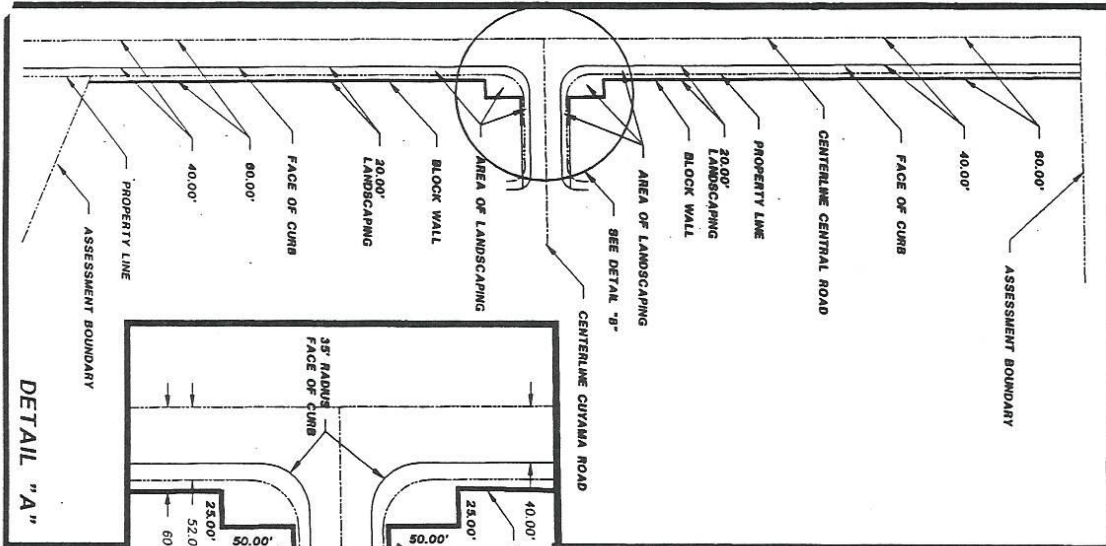 60.00'
40.00'
FACE OF CURB
CENTERLINE CENTRAL ROAD
PROPERTY LINE
20.00'
LANDSCAPING
BLOCK WALL
AREA OF LANDSCAPING
SEE DETAIL "B"
CENTERLINE CUYAMA ROAD
ASSESSMENT BOUNDARY
AREA OF LANDSCAPING
BLOCK WALL
20.00'
LANDSCAPING
FACE OF CURB
60.00'
40.00'
PROPERTY LINE
ASSESSMENT BOUNDARY
DETAIL "A"
35' RADIUS
FACE OF CURB
40.00'
25.00'
50.00'
50.00'
25.00'
52.0
60